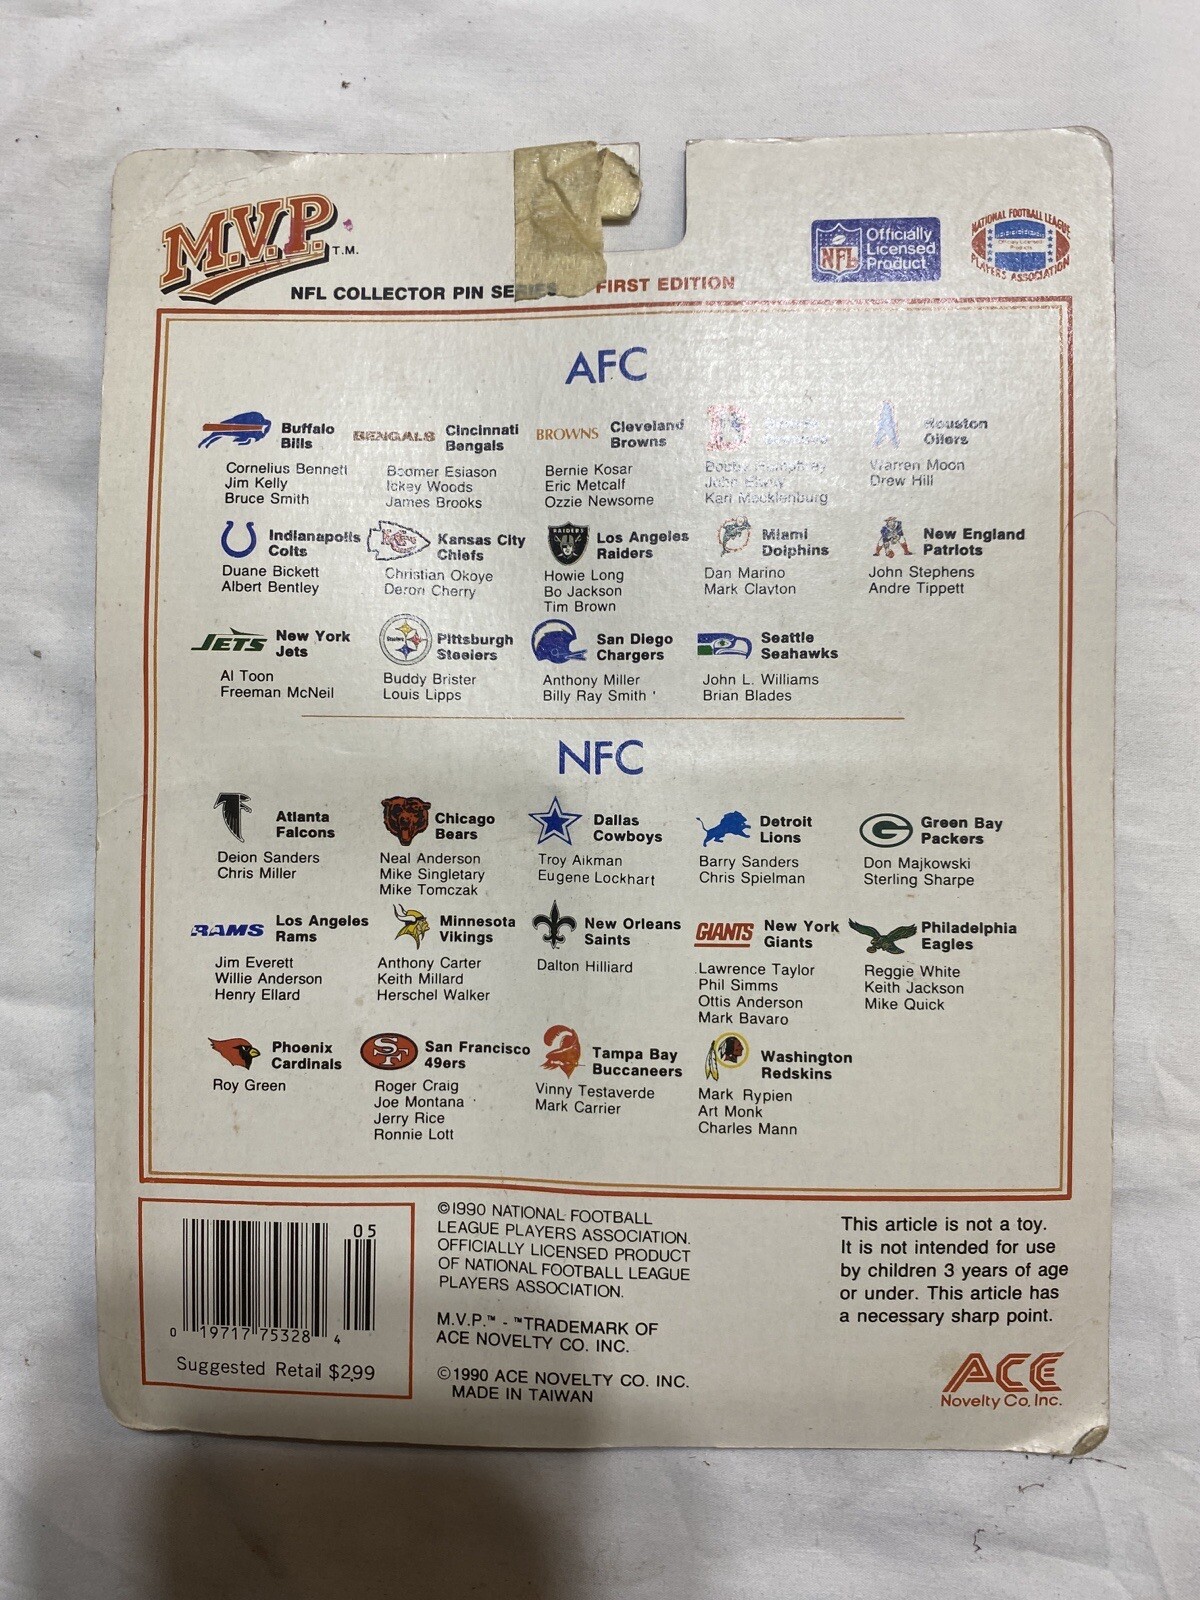 M.V.P. T.M.
NFL COLLECTOR PIN SERIES FIRST EDITION
NFL
Officially
Licensed
Product
NATIONAL FOOTBALL LEAGUE
Officially Licensed
Products
PLAYERS ASSOCIATION
AFC
Buffalo
Bills
Cornelius Bennett
Jim Kelly
Bruce Smith
BENGALS
Cincinnati
Bengals
Boomer Esiason
Ickey Woods
James Brooks
BROWNS
Cleveland
Browns
Bernie Kosar
Eric Metcalf
Ozzie Newsome
Bobby Humphrey
John Elway
Karl Mecklenburg
Houston
Oilers
Warren Moon
Drew Hill
Indianapolis
Colts
Duane Bickett
Albert Bentley
KC
Kansas City
Chiefs
Christian Okoye
Deron Cherry
RAIDERS
Los Angeles
Raiders
Howie Long
Bo Jackson
Tim Brown
Miami
Dolphins
Dan Marino
Mark Clayton
New England
Patriots
John Stephens
Andre Tippett
JETS
New York
Jets
Al Toon
Freeman McNeil
Steelers
Pittsburgh
Steelers
Buddy Brister
Louis Lipps
San Diego
Chargers
Anthony Miller
Billy Ray Smith
Seattle
Seahawks
John L. Williams
Brian Blades
NFC
Atlanta
Falcons
Deion Sanders
Chris Miller
Chicago
Bears
Neal Anderson
Mike Singletary
Mike Tomczak
Dallas
Cowboys
Troy Aikman
Eugene Lockhart
Detroit
Lions
Barry Sanders
Chris Spielman
G
Green Bay
Packers
Don Majkowski
Sterling Sharpe
RAMS
Los Angeles
Rams
Jim Everett
Willie Anderson
Henry Ellard
Minnesota
Vikings
Anthony Carter
Keith Millard
Herschel Walker
New Orleans
Saints
Dalton Hilliard
GIANTS
New York
Giants
Lawrence Taylor
Phil Simms
Ottis Anderson
Mark Bavaro
Philadelphia
Eagles
Reggie White
Keith Jackson
Mike Quick
Phoenix
Cardinals
Roy Green
SF
San Francisco
49ers
Roger Craig
Joe Montana
Jerry Rice
Ronnie Lott
Tampa Bay
Buccaneers
Vinny Testaverde
Mark Carrier
Washington
Redskins
Mark Rypien
Art Monk
Charles Mann
05
0 19717 75328 4
Suggested Retail $2.99
©1990 NATIONAL FOOTBALL
LEAGUE PLAYERS ASSOCIATION.
OFFICIALLY LICENSED PRODUCT
OF NATIONAL FOOTBALL LEAGUE
PLAYERS ASSOCIATION.
M.V.P.™ - ™TRADEMARK OF
ACE NOVELTY CO. INC.
©1990 ACE NOVELTY CO. INC.
MADE IN TAIWAN
This article is not a toy.
It is not intended for use
by children 3 years of age
or under. This article has
a necessary sharp point.
ACE
Novelty Co. Inc.